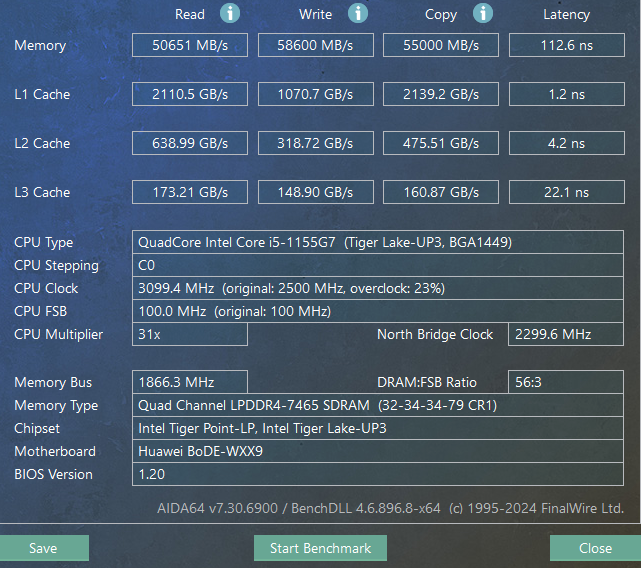 Read Write Copy Latency
Memory 50651 MB/s 58600 MB/s 55000 MB/s 112.6 ns
L1 Cache 2110.5 GB/s 1070.7 GB/s 2139.2 GB/s 1.2 ns
L2 Cache 638.99 GB/s 318.72 GB/s 475.51 GB/s 4.2 ns
L3 Cache 173.21 GB/s 148.90 GB/s 160.87 GB/s 22.1 ns
CPU Type QuadCore Intel Core i5-1155G7 (Tiger Lake-UP3, BGA1449)
CPU Stepping C0
CPU Clock 3099.4 MHz (original: 2500 MHz, overclock: 23%)
CPU FSB 100.0 MHz (original: 100 MHz)
CPU Multiplier 31x North Bridge Clock 2299.6 MHz
Memory Bus 1866.3 MHz DRAM:FSB Ratio 56:3
Memory Type Quad Channel LPDDR4-7465 SDRAM (32-34-34-79 CR1)
Chipset Intel Tiger Point-LP, Intel Tiger Lake-UP3
Motherboard Huawei BoDE-WXX9
BIOS Version 1.20
AIDA64 v7.30.6900 / BenchDLL 4.6.896.8-x64 (c) 1995-2024 FinalWire Ltd.
Save Start Benchmark Close